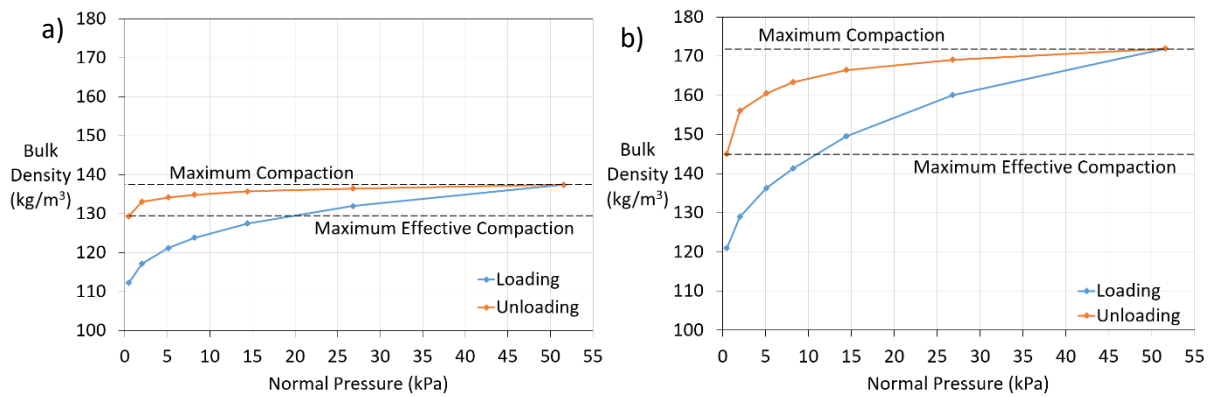 a)
180
170
160
150
140
130
120
110
100
Bulk
Density
(kg/m³)
Maximum Compaction
Maximum Effective Compaction
Loading
Unloading
0 5 10 15 20 25 30 35 40 45 50 55
Normal Pressure (kPa)
b)
180
170
160
150
140
130
120
110
100
Bulk
Density
(kg/m³)
Maximum Compaction
Maximum Effective Compaction
Loading
Unloading
0 5 10 15 20 25 30 35 40 45 50 55
Normal Pressure (kPa)